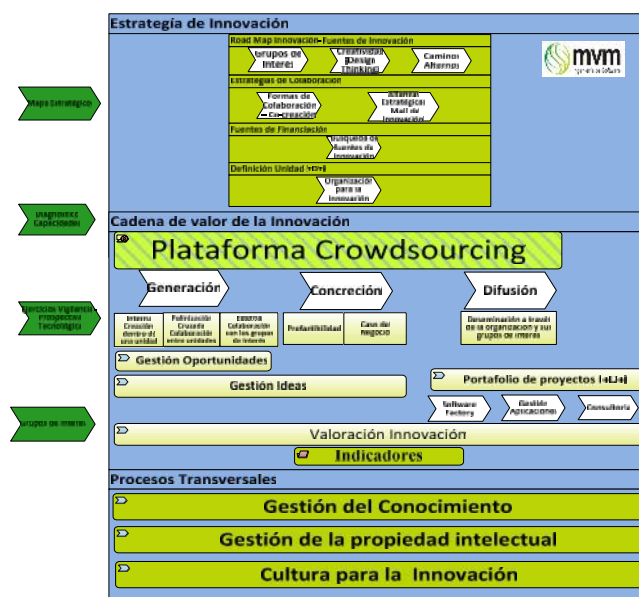 Estrategía de Innovación
Road Map Innovación-Fuentes de Innovación
Grupos de
Interes
Creatividad
(Design
Thinking)
Caminos
Alternos
mvm
Mapa Estratégico
Estrategias de Colaboración
Formas de
Colaboración
– Co-creación
Alianzas
Estratégicas
Mall de
Innovación
Fuentes de Financiación
Busqueda de
fuentes de
Innovación
Definición Unidad I+D+I
Organización
para la
Innovación
Diagnostico
Capacidades
Cadena de valor de la Innovación
Plataforma Crowdsourcing
Generación
Concreción
Difusión
Ejercicios Vigilancia -
Prospectiva
Tecnológica
Interna
Creación
dentro de
una unidad
Polinización
Cruzada
Colaboración
entre unidades
Externa
Colaboración
con los grupos
de interés
Prefactibilidad
Caso de
Negocio
Diseminación a través
de la organización y sus
grupos de interés
Gestión Oportunidades
Gestión Ideas
Portafolio de proyectos I+D+I
Software
Factory
Gestión
Aplicaciones
Consultoría
Grupos de Interes
Valoración Innovación
Indicadores
Procesos Transversales
Gestión del Conocimiento
Gestión de la propiedad intelectual
Cultura para la Innovación